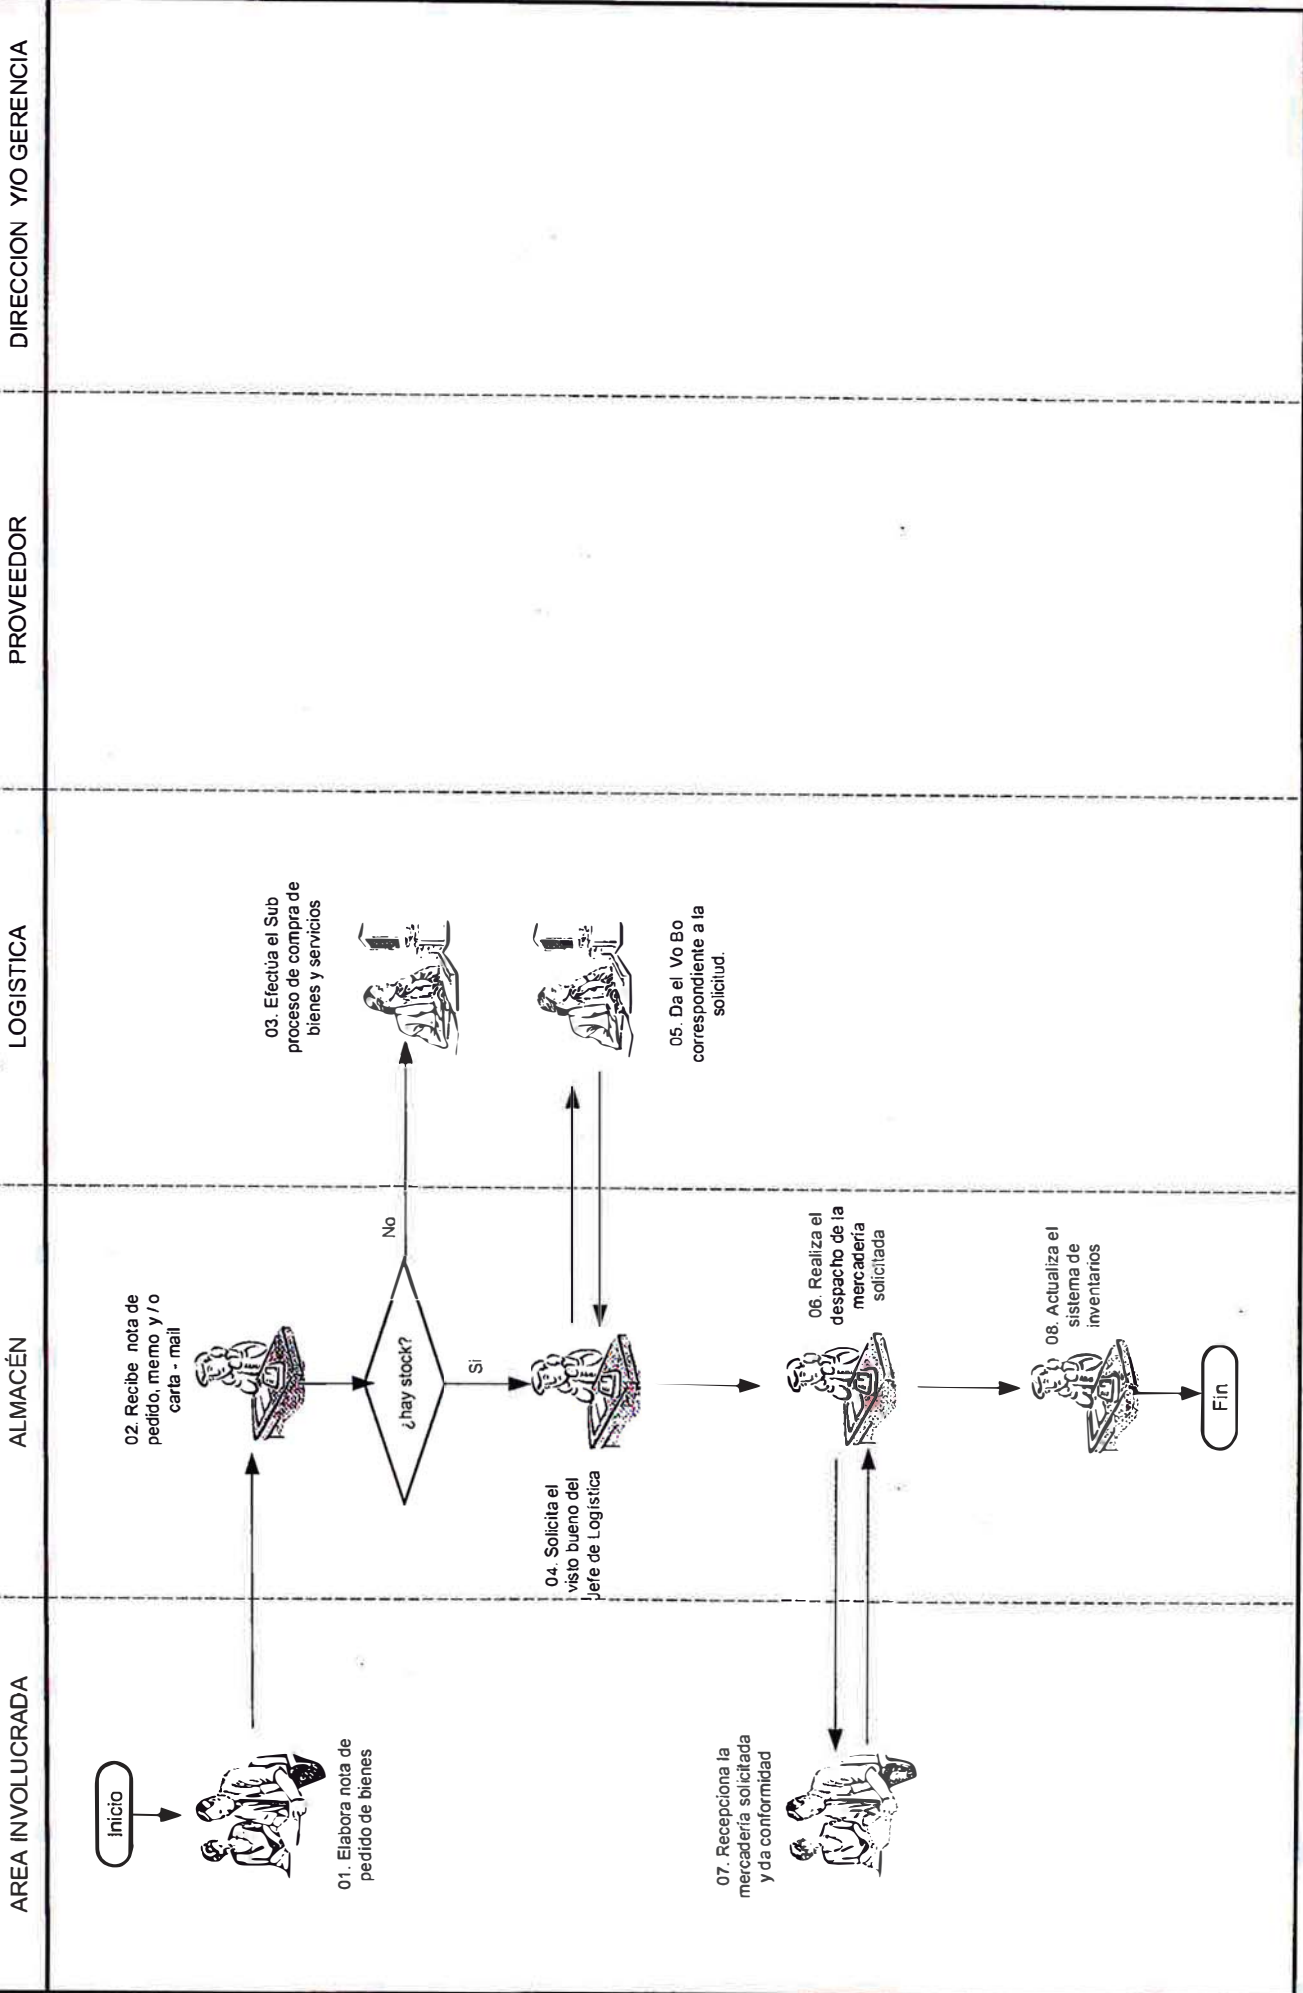 AREA INVOLUCRADA
ALMACÉN
LOGISTICA
PROVEEDOR
DIRECCION Y/O GERENCIA
Inicio
01. Elabora nota de
pedido de bienes
02. Recibe nota de
pedido, memo y / o
carta - mail
¿hay stock?
No
Si
03. Efectúa el Sub
proceso de compra de
bienes y servicios
04. Solicita el
visto bueno del
Jefe de Logística
05. Da el Vo Bo
correspondiente a la
solicitud.
06. Realiza el
despacho de la
mercadería
solicitada
07. Recepciona la
mercadería solicitada
y da conformidad
08. Actualiza el
sistema de
inventarios
Fin